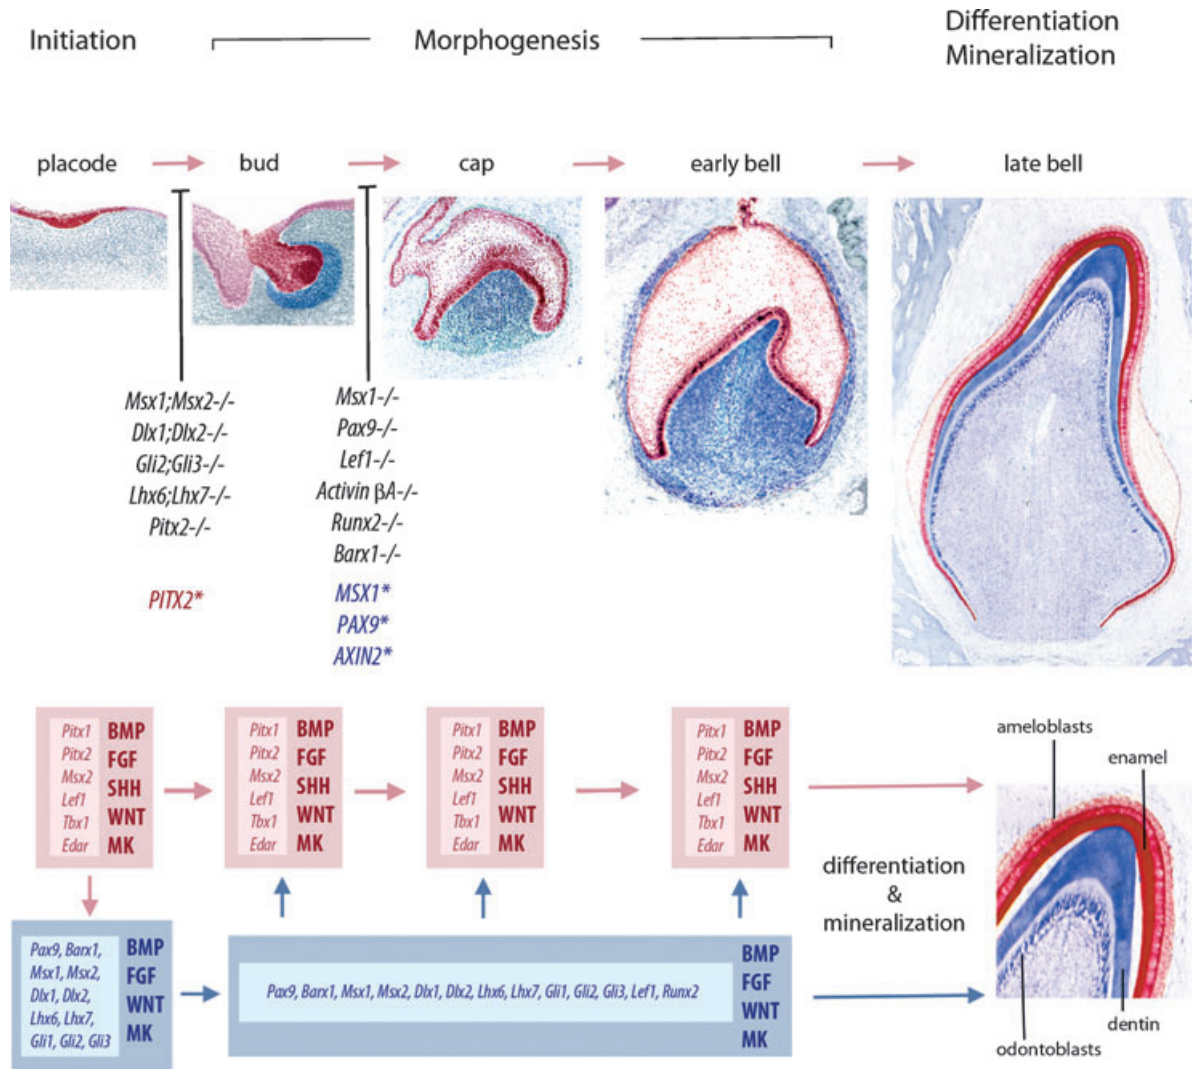 Initiation
Morphogenesis
Differentiation
Mineralization
placode
bud
cap
early bell
late bell
Msx1;Msx2-/-
Dlx1;Dlx2-/-
Gli2;Gli3-/-
Lhx6;Lhx7-/-
Pitx2-/-
PITX2*
Msx1-/-
Pax9-/-
Lef1-/-
Activin βA-/-
Runx2-/-
Barx1-/-
MSX1*
PAX9*
AXIN2*
Pitx1
Pitx2
Msx2
Lef1
Tbx1
Edar
BMP
FGF
SHH
WNT
MK
Pitx1
Pitx2
Msx2
Lef1
Tbx1
Edar
BMP
FGF
SHH
WNT
MK
Pitx1
Pitx2
Msx2
Lef1
Tbx1
Edar
BMP
FGF
SHH
WNT
MK
Pitx1
Pitx2
Msx2
Lef1
Tbx1
Edar
BMP
FGF
SHH
WNT
MK
Pax9, Barx1,
Msx1, Msx2,
Dlx1, Dlx2,
Lhx6, Lhx7,
Gli1, Gli2, Gli3
BMP
FGF
WNT
MK
Pax9, Barx1, Msx1, Msx2, Dlx1, Dlx2, Lhx6, Lhx7, Gli1, Gli2, Gli3, Lef1, Runx2
BMP
FGF
WNT
MK
differentiation
&
mineralization
ameloblasts
enamel
dentin
odontoblasts